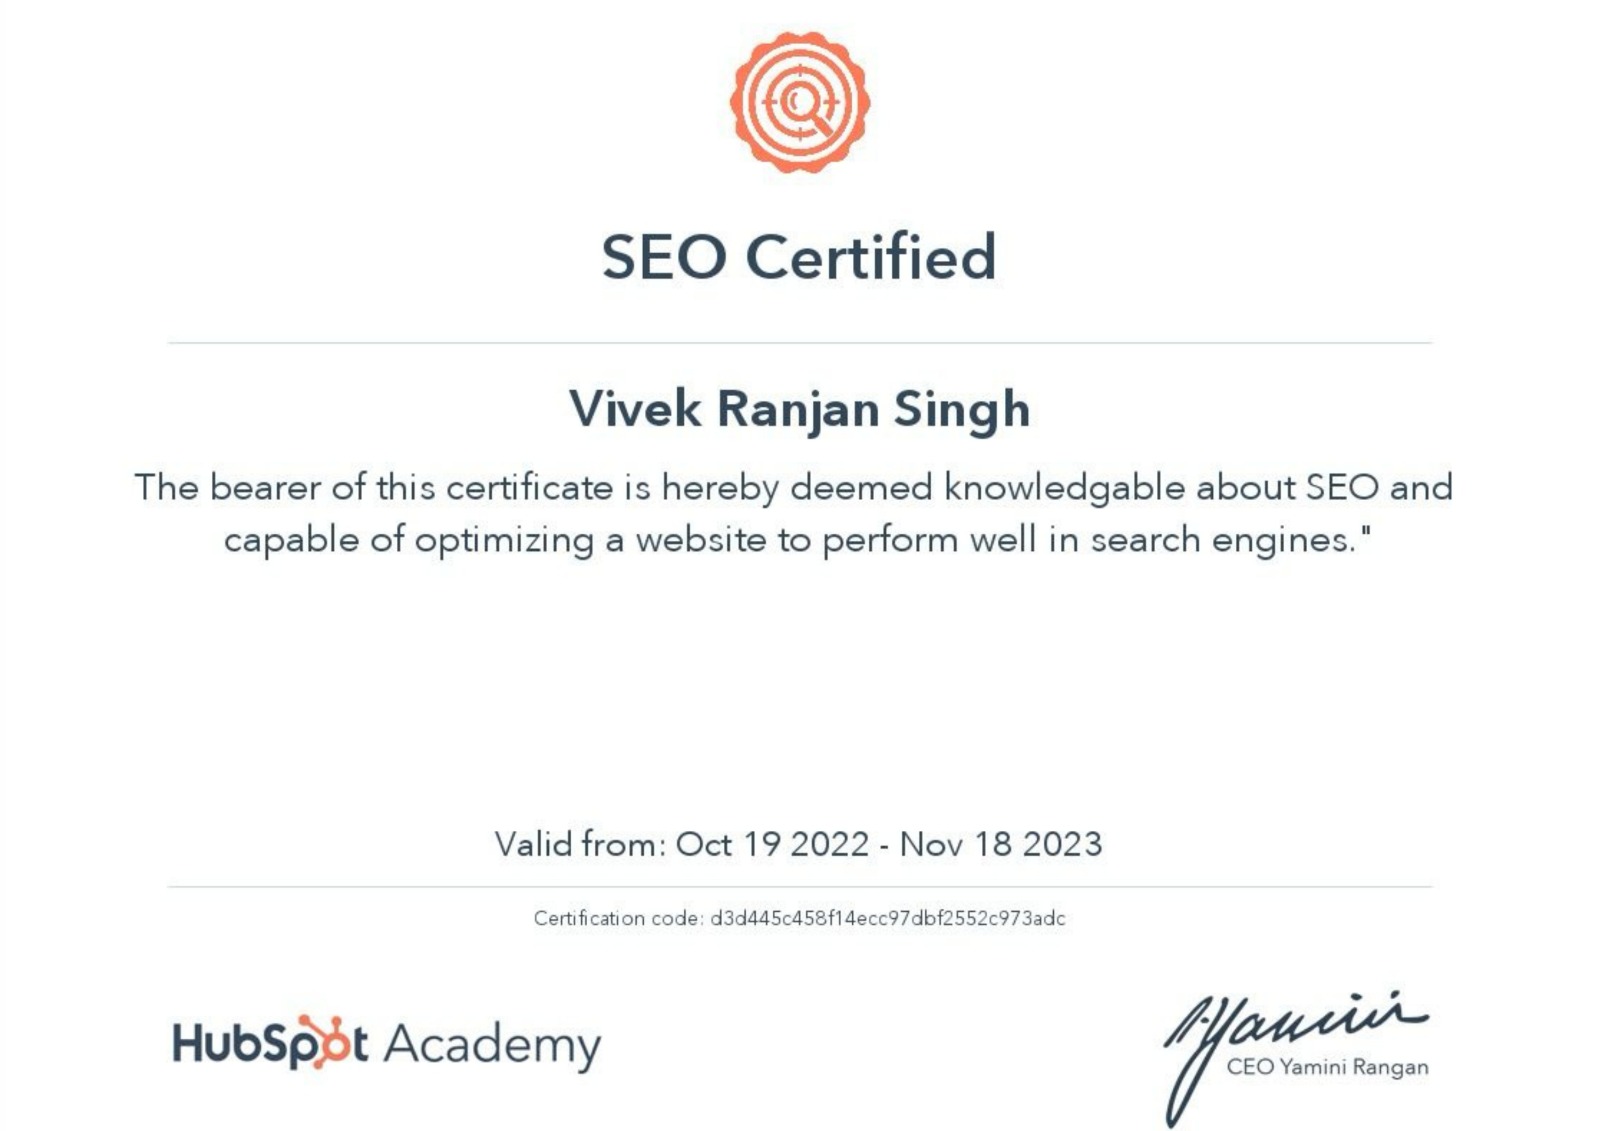 SEO Certified
Vivek Ranjan Singh
The bearer of this certificate is hereby deemed knowledgable about SEO and
capable of optimizing a website to perform well in search engines."
Valid from: Oct 19 2022 - Nov 18 2023
Certification code: d3d445c458f14ecc97dbf2552c973adc
HubSpot Academy
Yamini
CEO Yamini Rangan